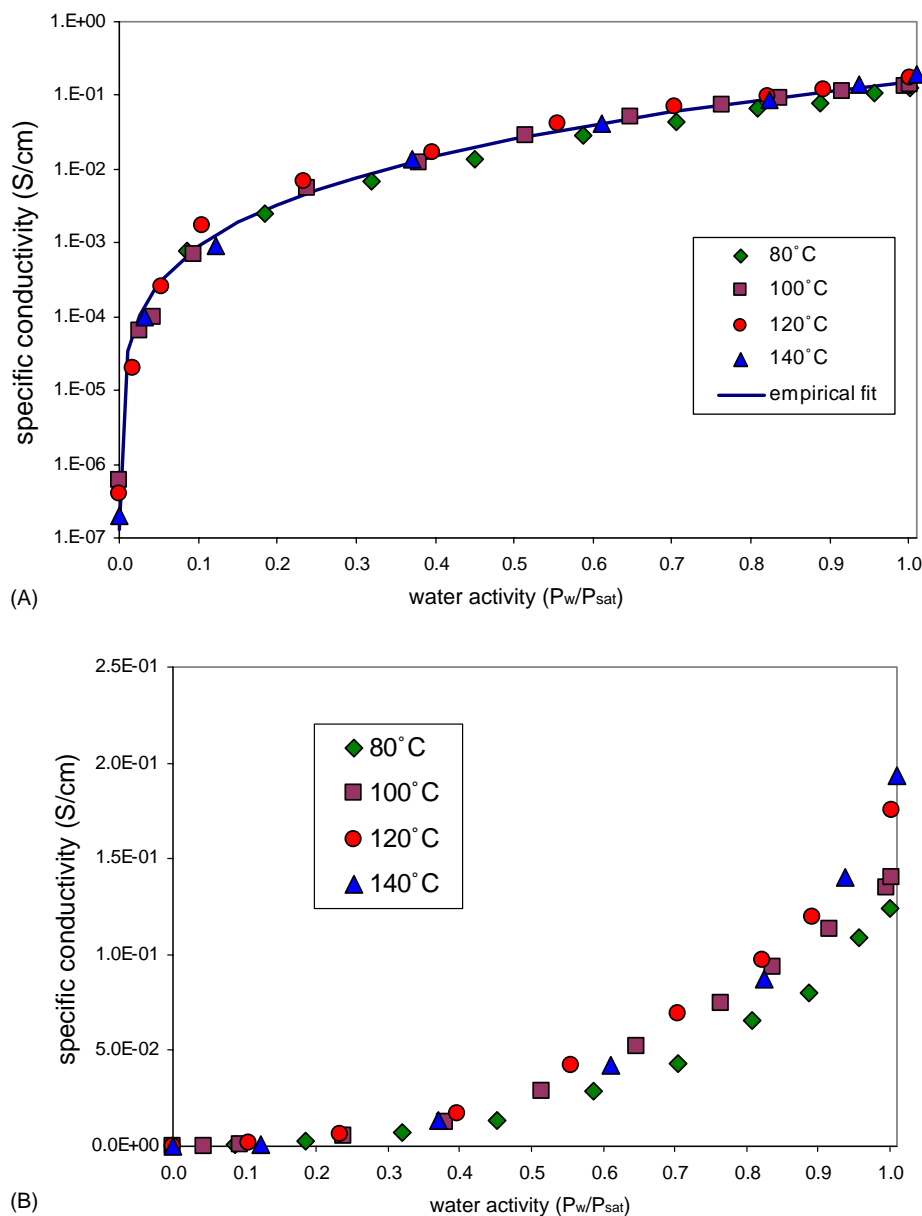 1.E+00
1.E-01
1.E-02
1.E-03
1.E-04
1.E-05
1.E-06
1.E-07
specific conductivity (S/cm)
80˚C
100˚C
120˚C
140˚C
empirical fit
0.0 0.1 0.2 0.3 0.4 0.5 0.6 0.7 0.8 0.9 1.0
water activity (Pw/Psat)
(A)
2.5E-01
2.0E-01
1.5E-01
1.0E-01
5.0E-02
0.0E+00
specific conductivity (S/cm)
80˚C
100˚C
120˚C
140˚C
0.0 0.1 0.2 0.3 0.4 0.5 0.6 0.7 0.8 0.9 1.0
water activity (Pw/Psat)
(B)